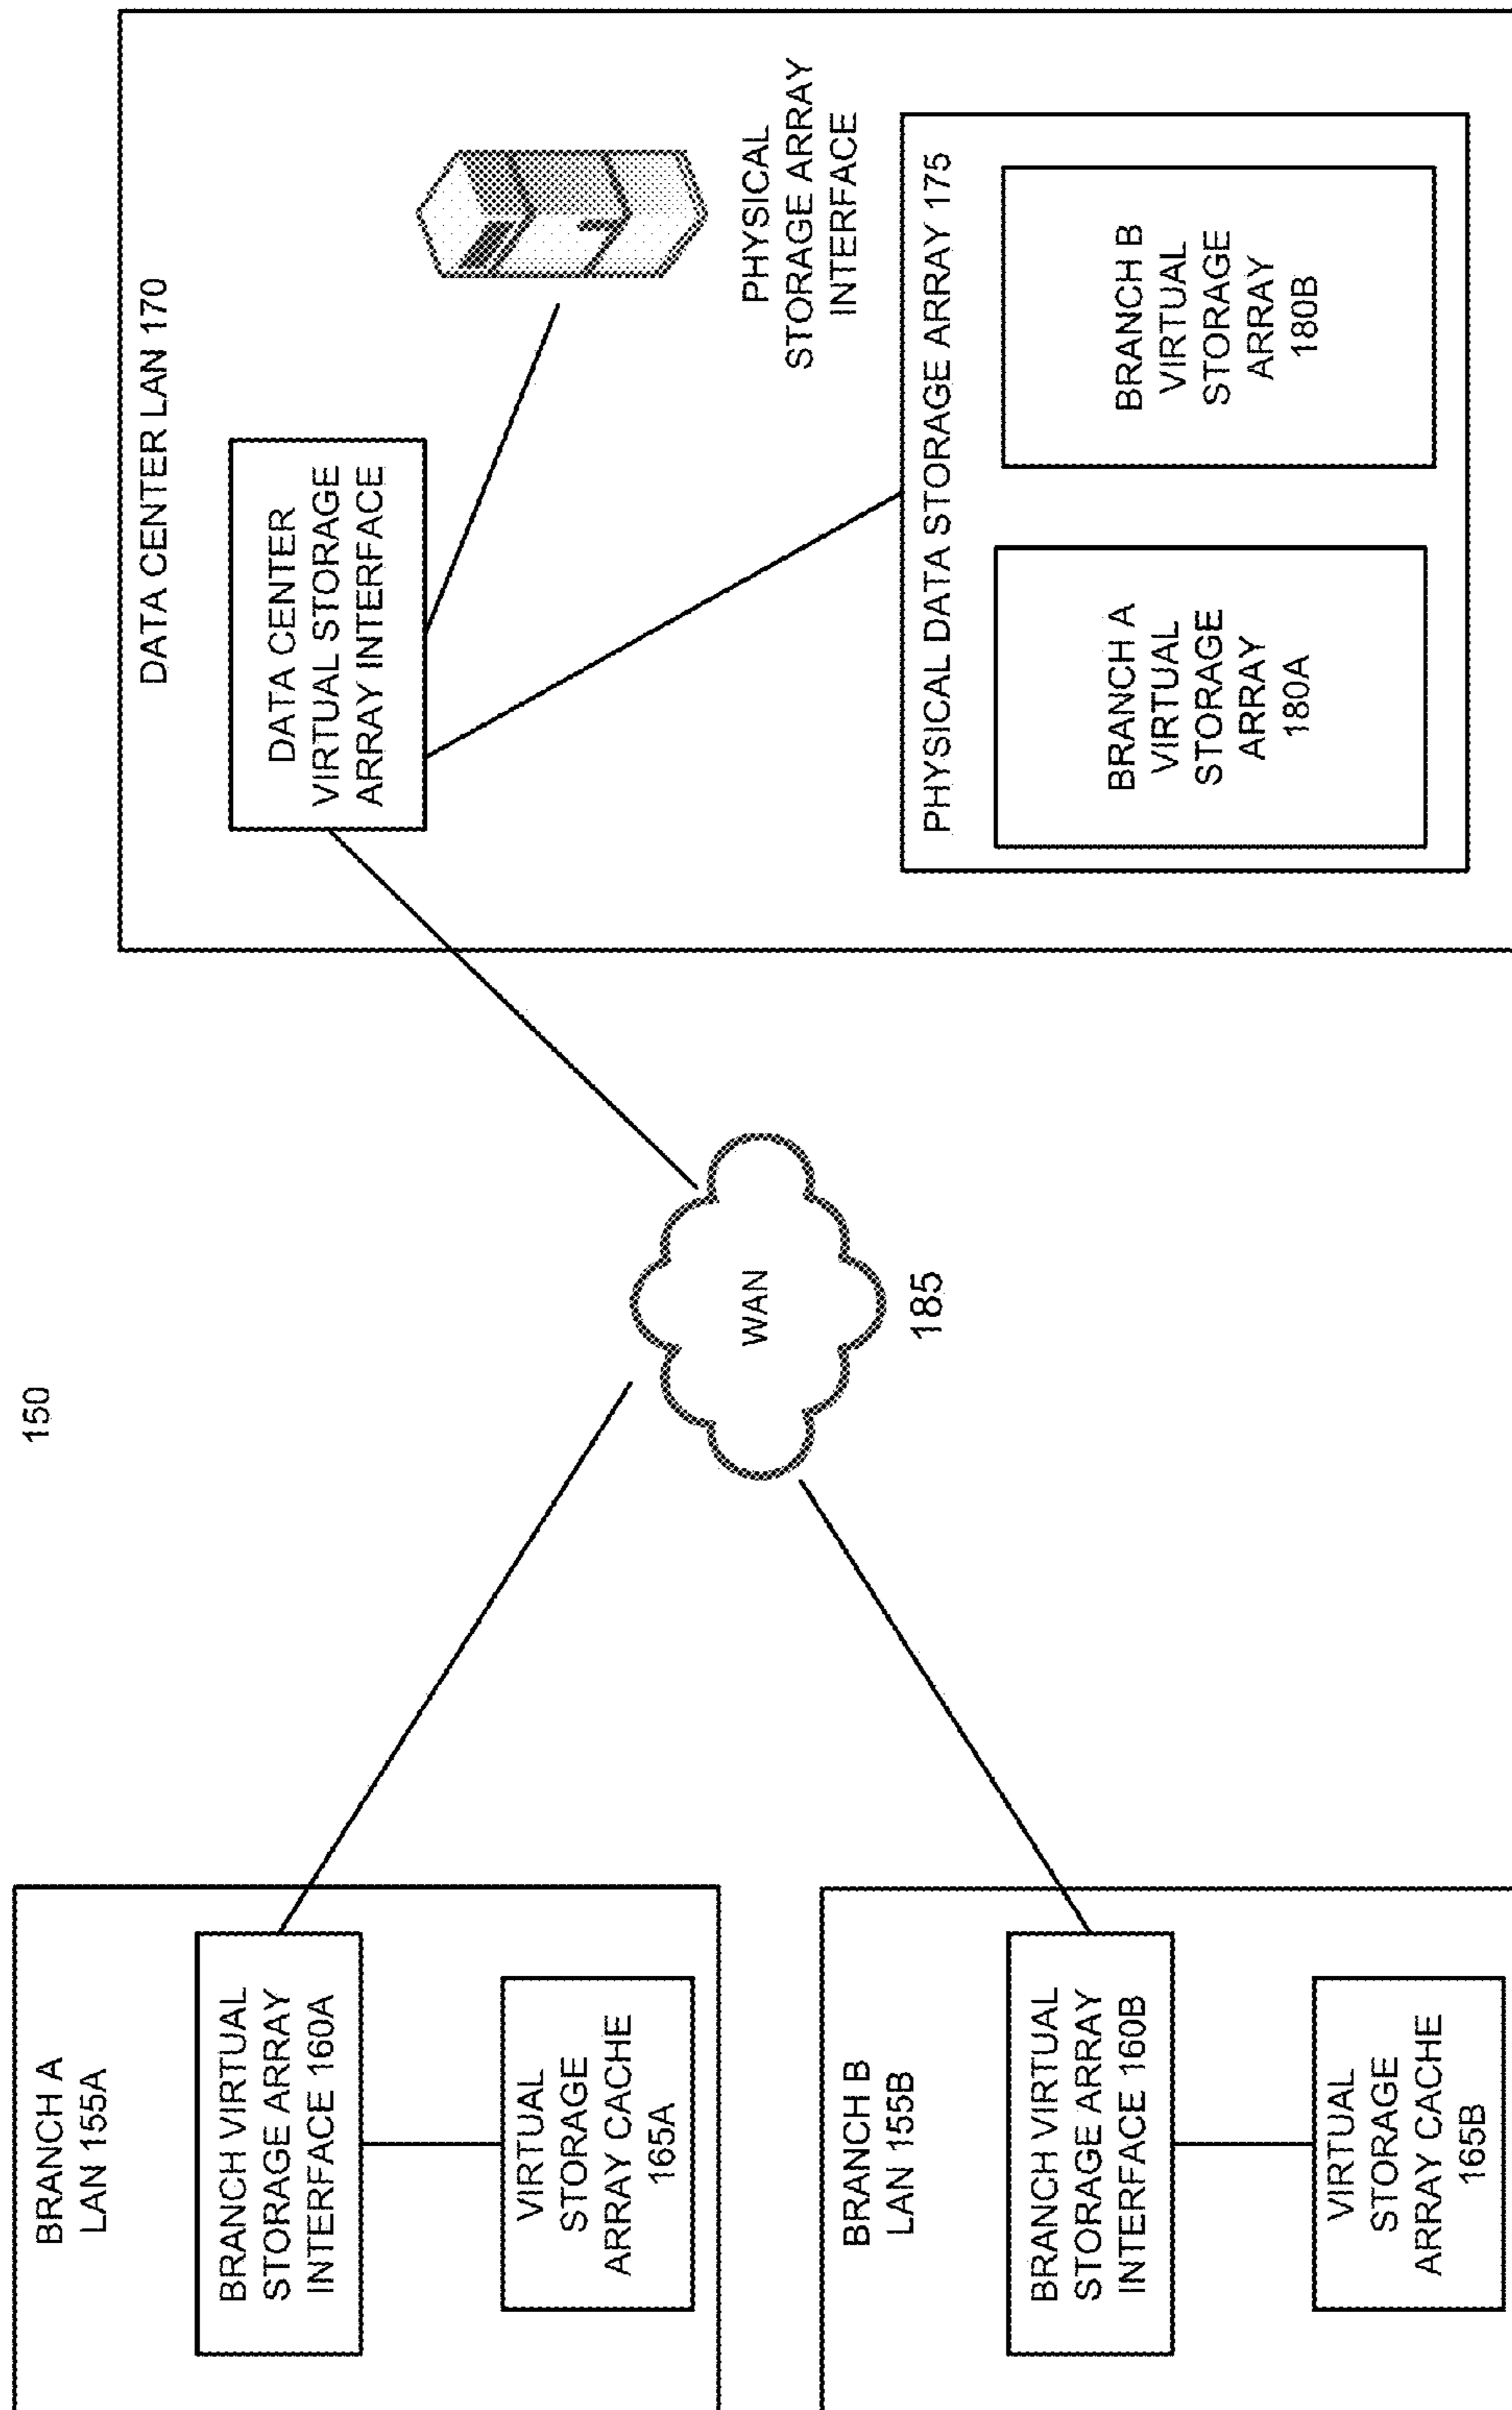 150
BRANCH A
LAN 155A
BRANCH VIRTUAL
STORAGE ARRAY
INTERFACE 160A
VIRTUAL
STORAGE
ARRAY CACHE
165A
BRANCH B
LAN 155B
BRANCH VIRTUAL
STORAGE ARRAY
INTERFACE 160B
VIRTUAL
STORAGE
ARRAY CACHE
165B
WAN
185
DATA CENTER LAN 170
DATA CENTER
VIRTUAL STORAGE
ARRAY INTERFACE
PHYSICAL
STORAGE ARRAY
INTERFACE
PHYSICAL DATA STORAGE ARRAY 175
BRANCH A
VIRTUAL
STORAGE
ARRAY
180A
BRANCH B
VIRTUAL
STORAGE
ARRAY
180B